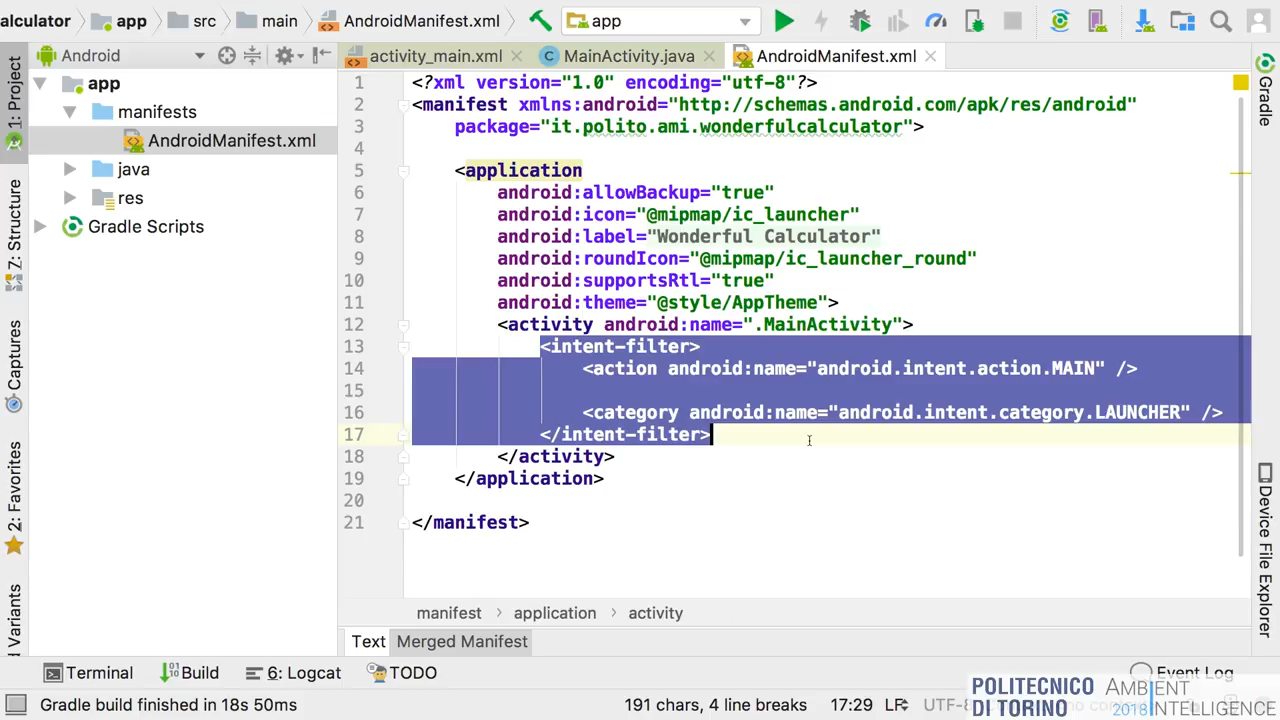 alculator app src main AndroidManifest.xml app
1: Project Android activity_main.xml MainActivity.java AndroidManifest.xml Gradle
app
manifests
AndroidManifest.xml
java
res
Gradle Scripts
Z: Structure
Captures
2: Favorites
Variants
1 <?xml version="1.0" encoding="utf-8"?>
2 <manifest xmlns:android="http://schemas.android.com/apk/res/android"
3 package="it.polito.ami.wonderfulcalculator">
4
5 <application
6 android:allowBackup="true"
7 android:icon="@mipmap/ic_launcher"
8 android:label="Wonderful Calculator"
9 android:roundIcon="@mipmap/ic_launcher_round"
10 android:supportsRtl="true"
11 android:theme="@style/AppTheme">
12 <activity android:name=".MainActivity">
13 <intent-filter>
14 <action android:name="android.intent.action.MAIN" />
15
16 <category android:name="android.intent.category.LAUNCHER" />
17 </intent-filter>
18 </activity>
19 </application>
20
21 </manifest>
Device File Explorer
manifest application activity
Text Merged Manifest
Terminal Build 6: Logcat TODO Event Log
Gradle build finished in 18s 50ms 191 chars, 4 line breaks 17:29 LF UTF-8
POLITECNICO DI TORINO
AMBIENT 2018 INTELLIGENCE